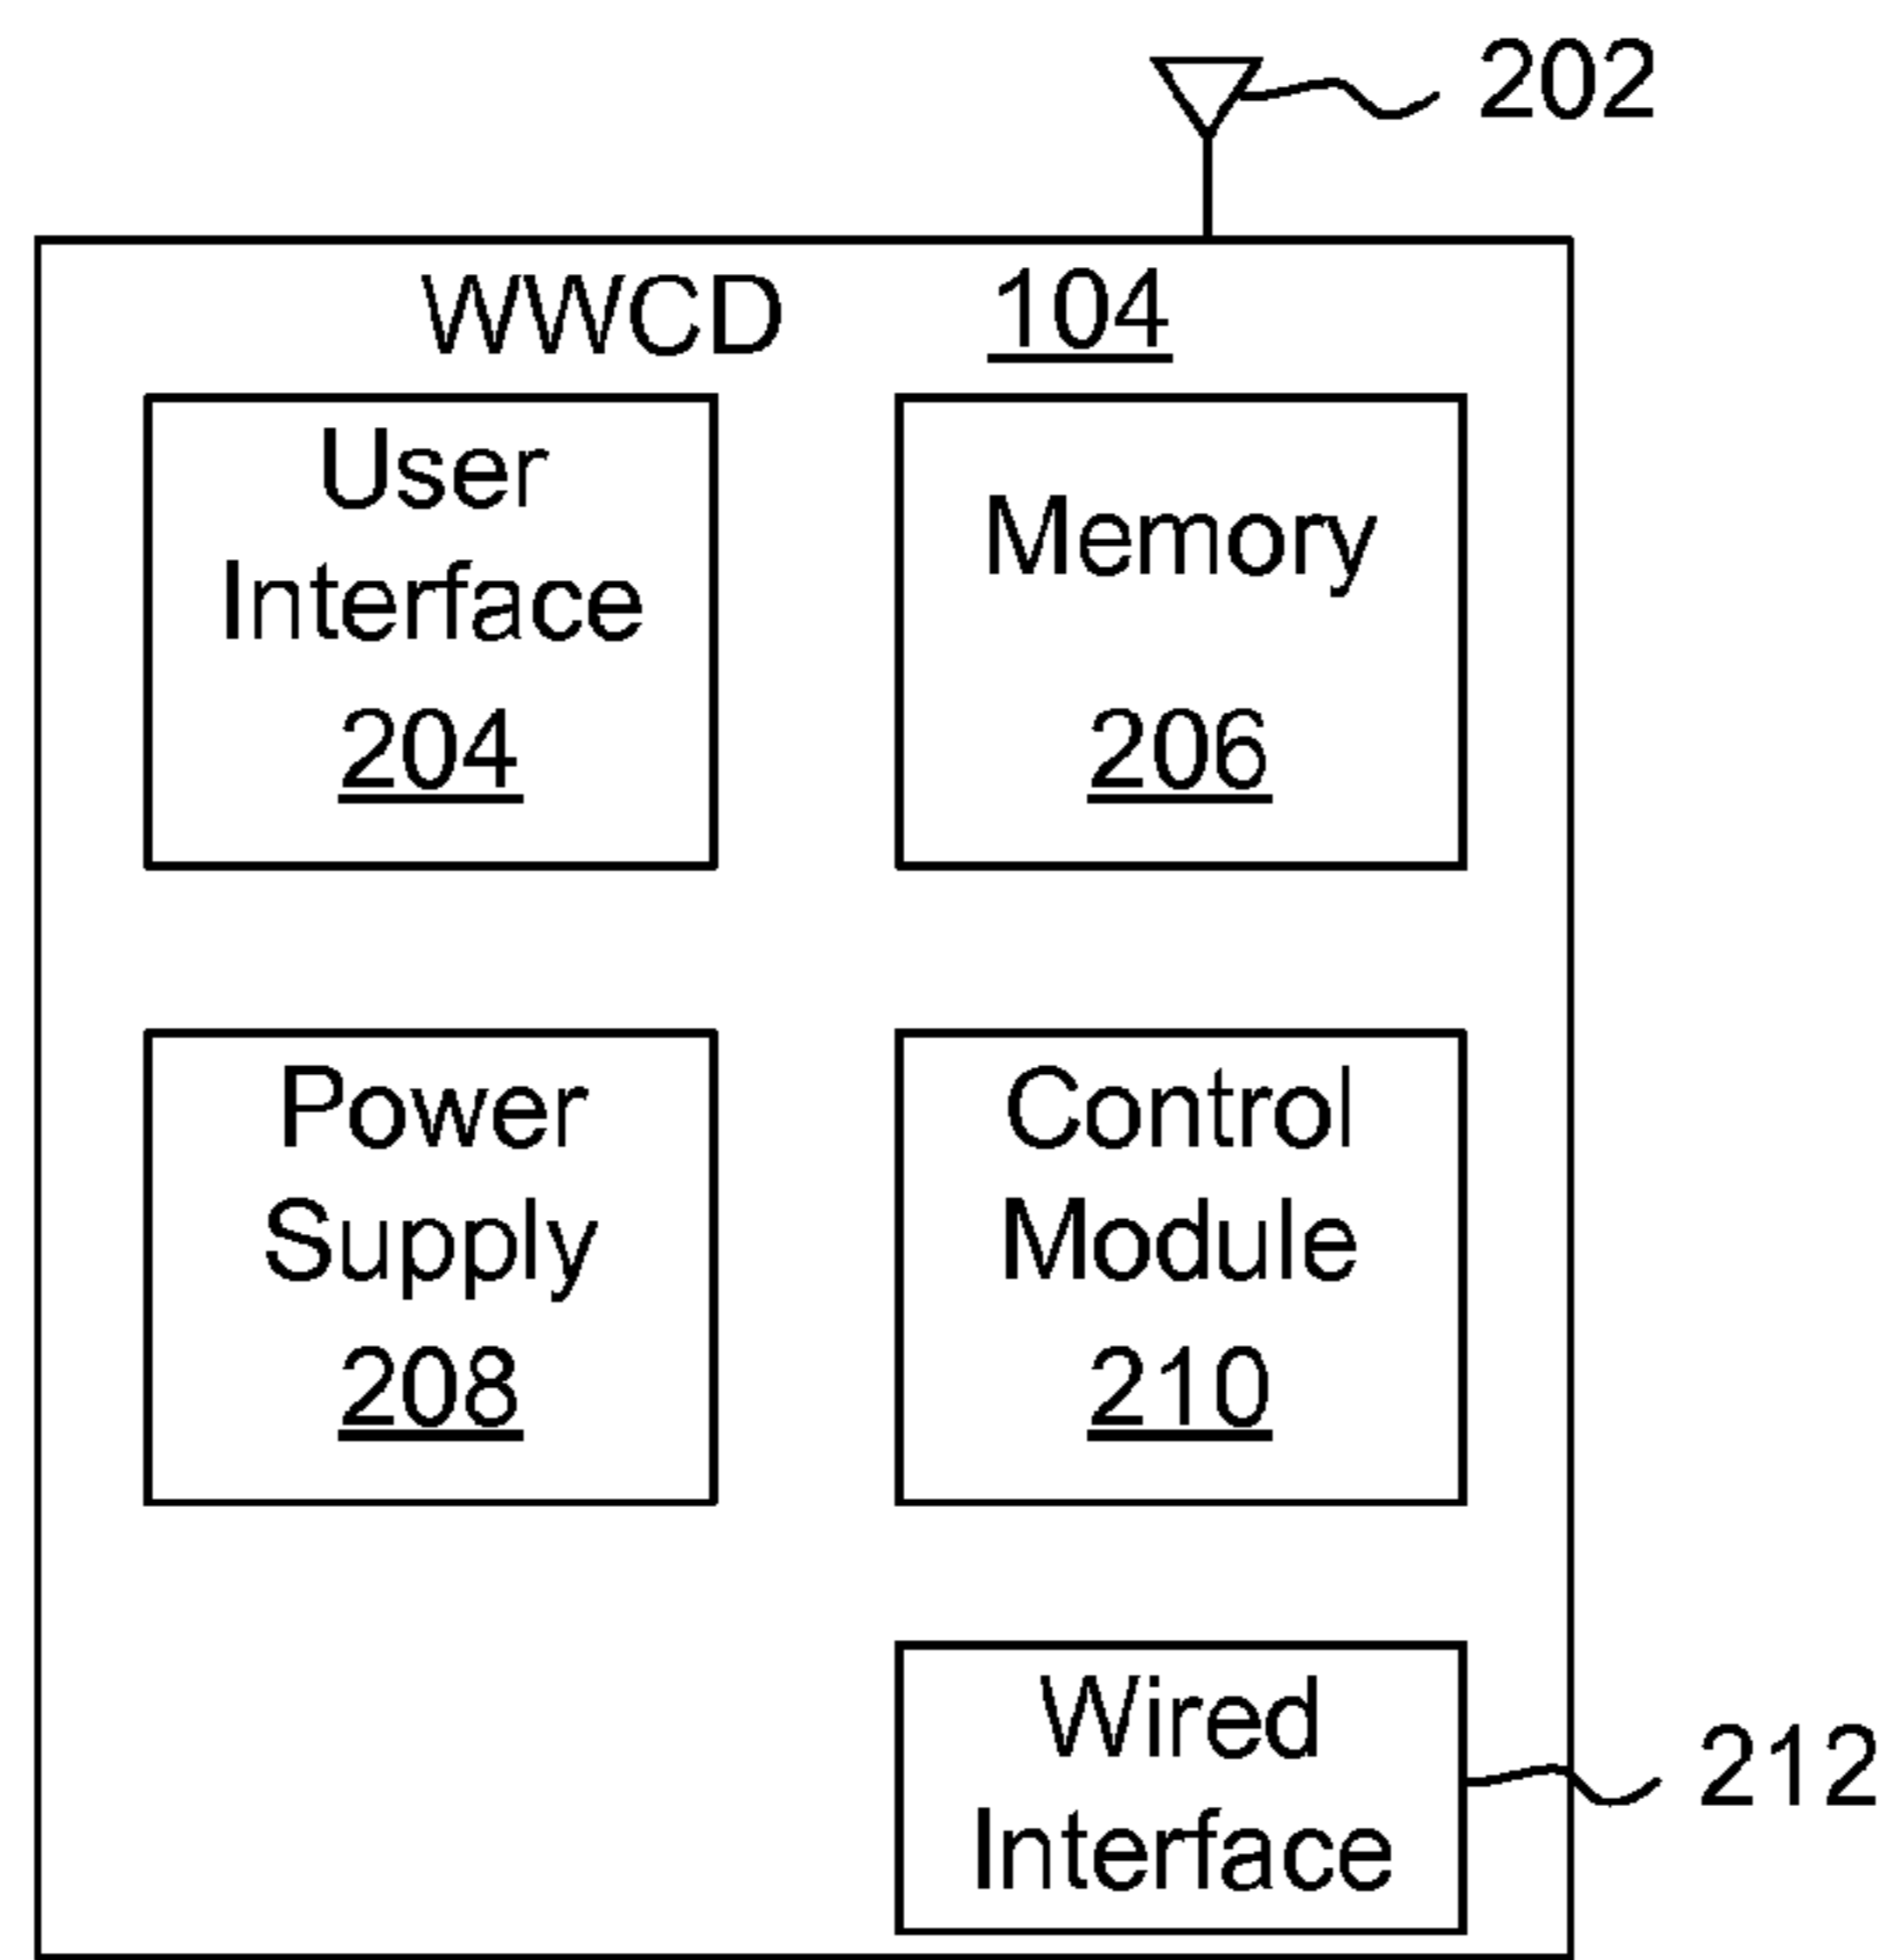 202
WWCD 104
User
Interface
204
Memory
206
Power
Supply
208
Control
Module
210
Wired
Interface
212